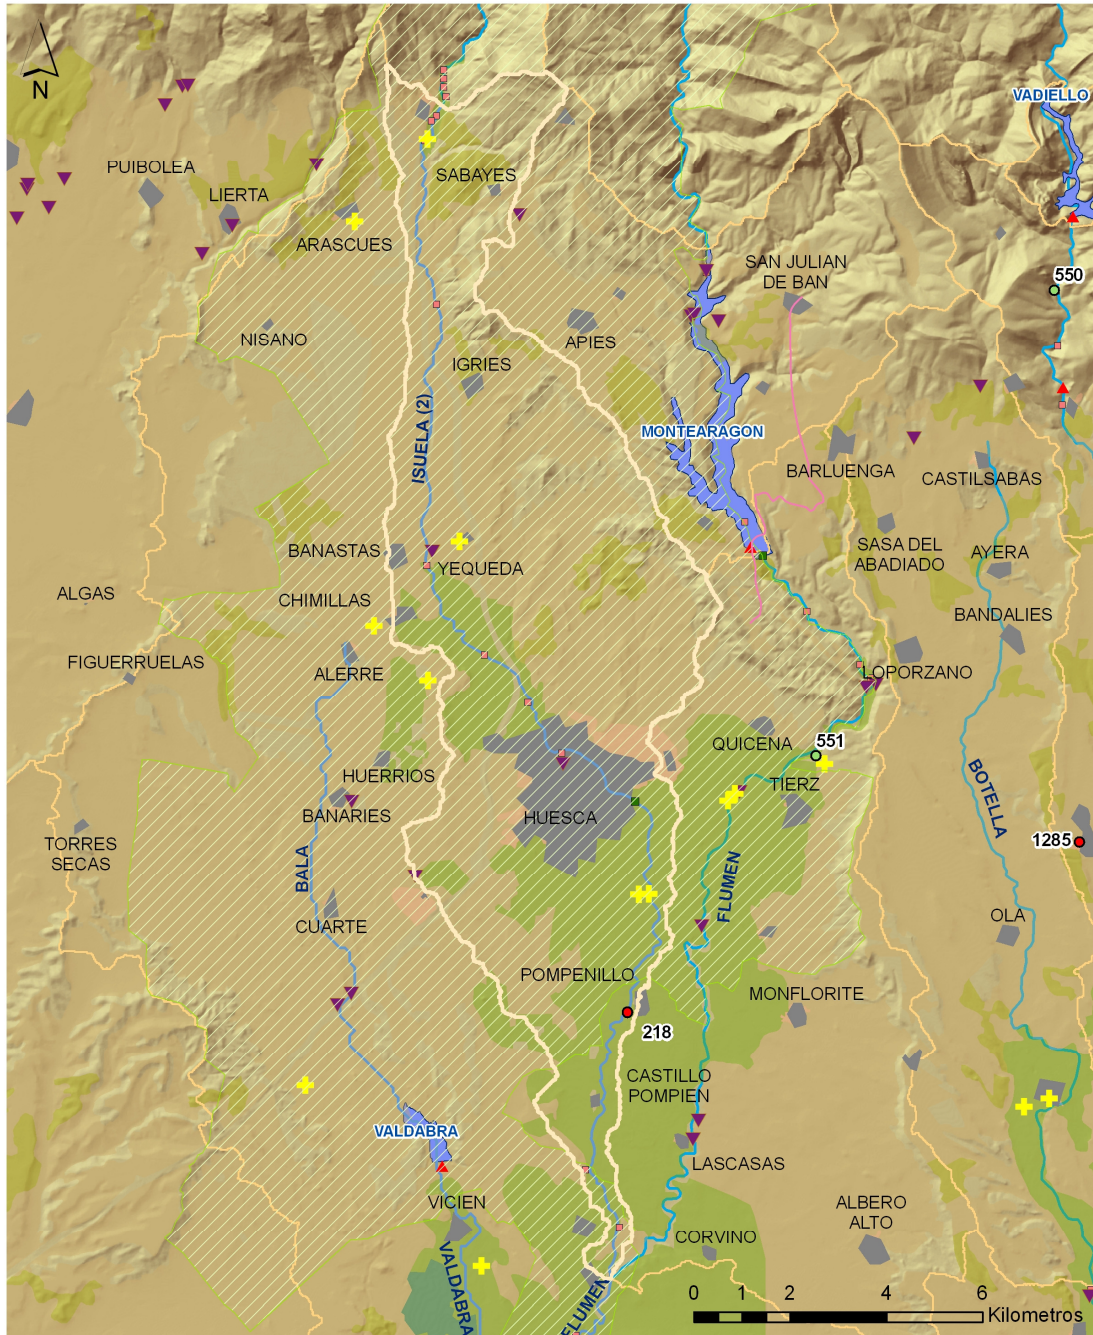 N
VADIELLO
PUIBOLEA
SABAYES
LIERTA
ARASCUES
SAN JULIAN
DE BAN
550
NISANO
APIES
IGRIES
ISUELA (2)
MONTEARAGON
BARLUENGA
CASTILSABAS
BANASTAS
YEQUEDA
SASA DEL
ABADIADO
AYERA
ALGAS
CHIMILLAS
BANDALIES
FIGUERRUELAS
ALERRE
LOPORZANO
QUICENA
551
HUERRIOS
TIERZ
BOTELLA
BANARIES
HUESCA
TORRES
SECAS
1285
BALA
FLUMEN
CUARTE
OLA
POMPENILLO
MONFLORITE
218
CASTILLO
POMPIEN
VALDABRA
LASCASAS
VICIEN
ALBERO
ALTO
CORVINO
VALDABRA
FLUMEN
0 1 2 4 6
Kilometros